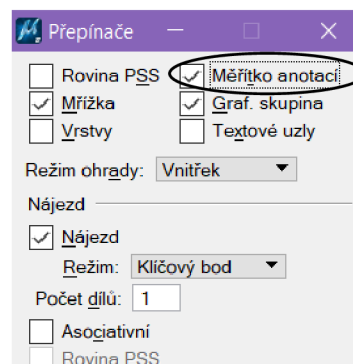 Přepínače
Rovina PSS Měřítko anotací
Mřížka Graf. skupina
Vrstvy Textové uzly
Režim ohrady: Vnitřek
Nájezd
Nájezd
Režim: Klíčový bod
Počet dílů: 1
Asociativní
Rovina PSS